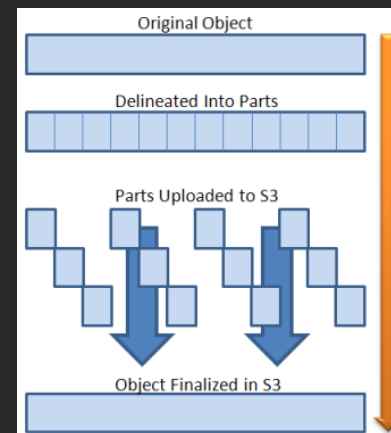 Original Object
Delineated Into Parts
Parts Uploaded to S3
Object Finalized in S3